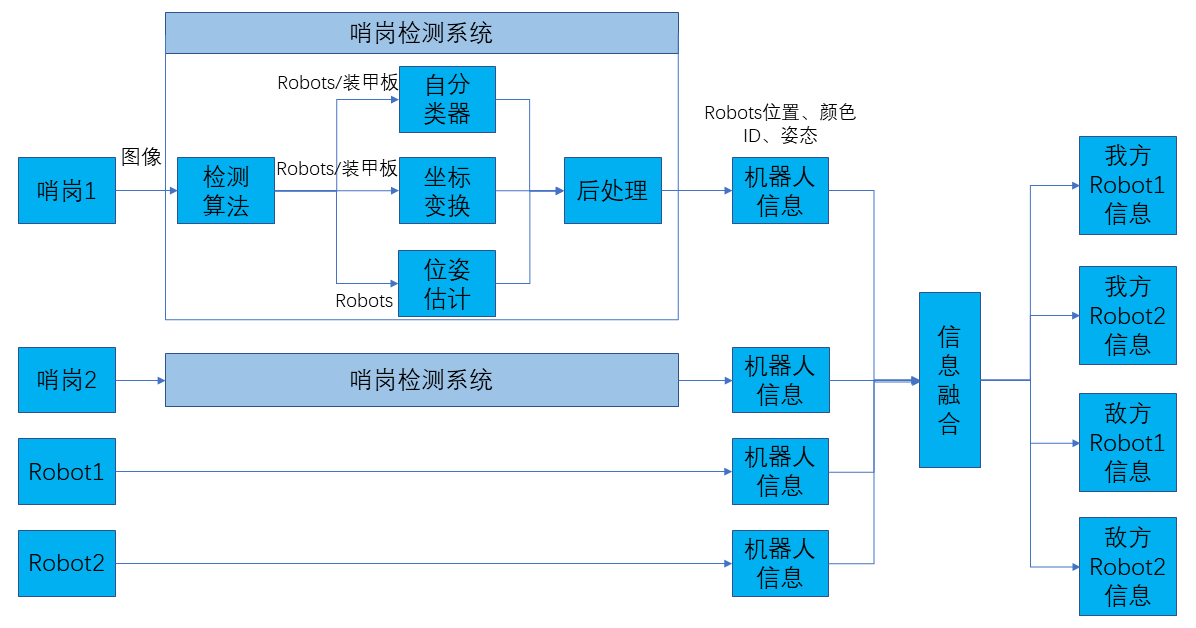 哨岗检测系统
Robots/装甲板
自分
类器
Robots位置、颜色
ID、姿态
哨岗1
图像
检测
算法
Robots/装甲板
坐标
变换
后处理
机器人
信息
我方
Robot1
信息
Robots
位姿
估计
我方
Robot2
信息
哨岗2
哨岗检测系统
机器人
信息
信
息
融
合
敌方
Robot1
信息
Robot1
机器人
信息
Robot2
机器人
信息
敌方
Robot2
信息